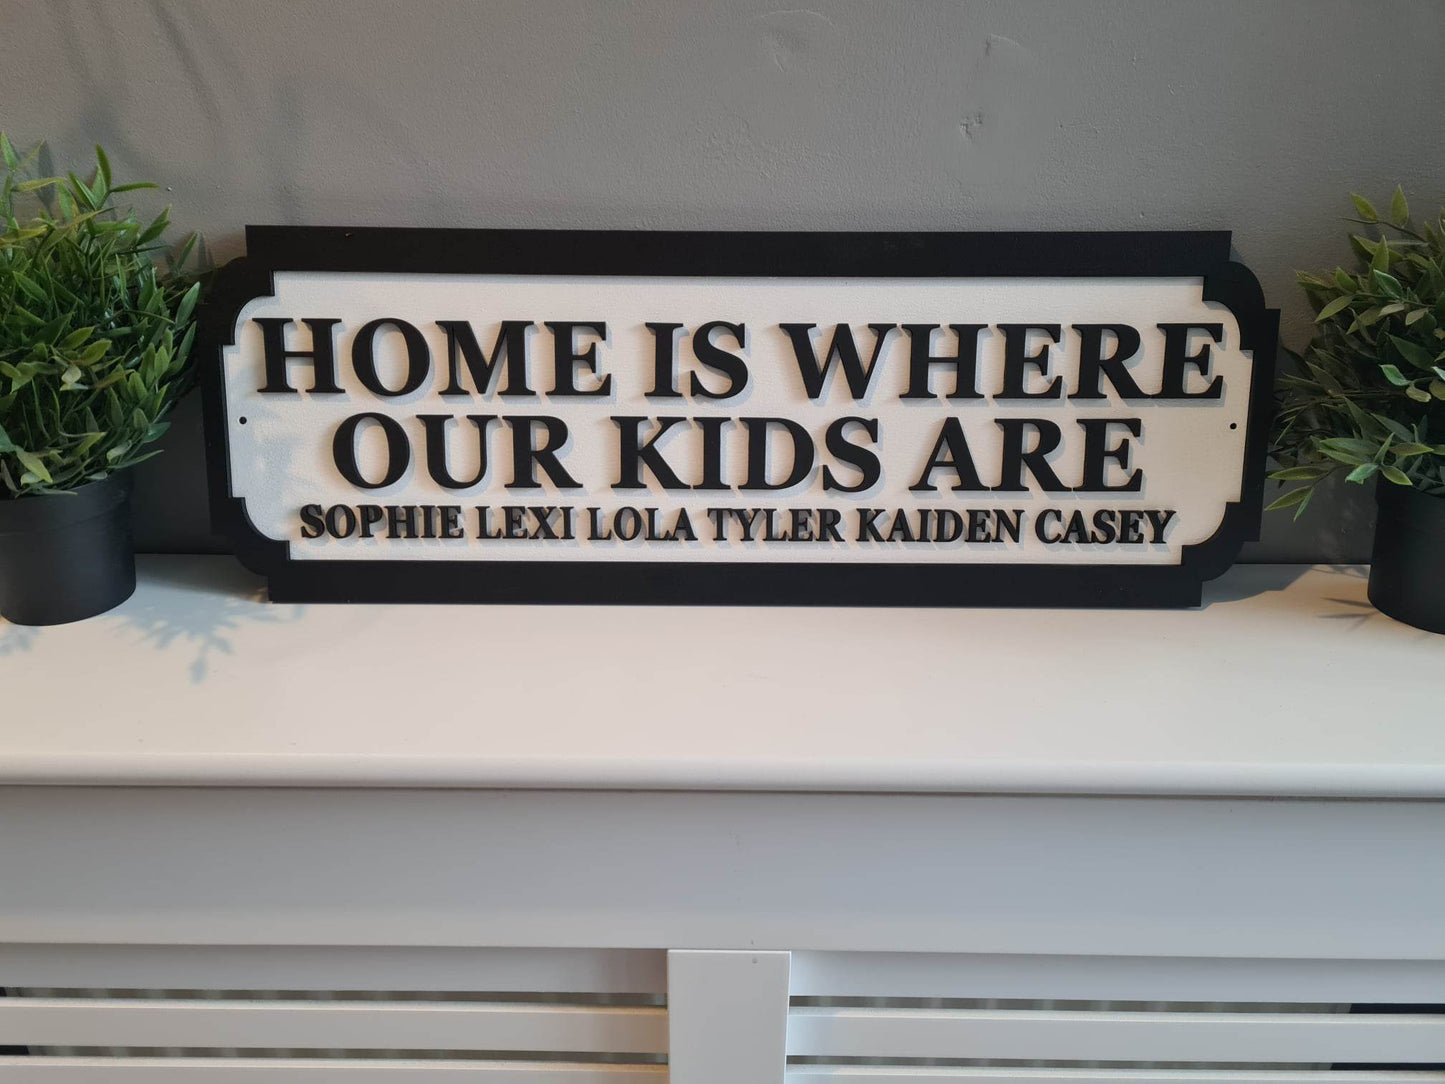 HOME IS WHERE
OUR KIDS ARE
SOPHIE LEXI LOLA TYLER KAIDEN CASEY